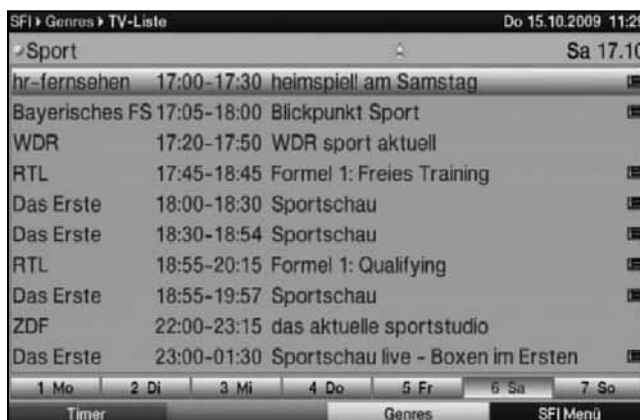 SFI Genres TV-Liste Do 15.10.2009 11:29
Sport Sa 17.10
hr-fernsehen 17:00-17:30 heimspiel! am Samstag
Bayerisches FS 17:05-18:00 Blickpunkt Sport
WDR 17:20-17:50 WDR sport aktuell
RTL 17:45-18:45 Formel 1: Freies Training
Das Erste 18:00-18:30 Sportschau
Das Erste 18:30-18:54 Sportschau
RTL 18:55-20:15 Formel 1: Qualifying
Das Erste 18:55-19:57 Sportschau
ZDF 22:00-23:15 das aktuelle sportstudio
Das Erste 23:00-01:30 Sportschau live - Boxen im Ersten
1 Mo 2 Di 3 Mi 4 Do 5 Fr 6 Sa 7 So
Timer Genres SFI Menü